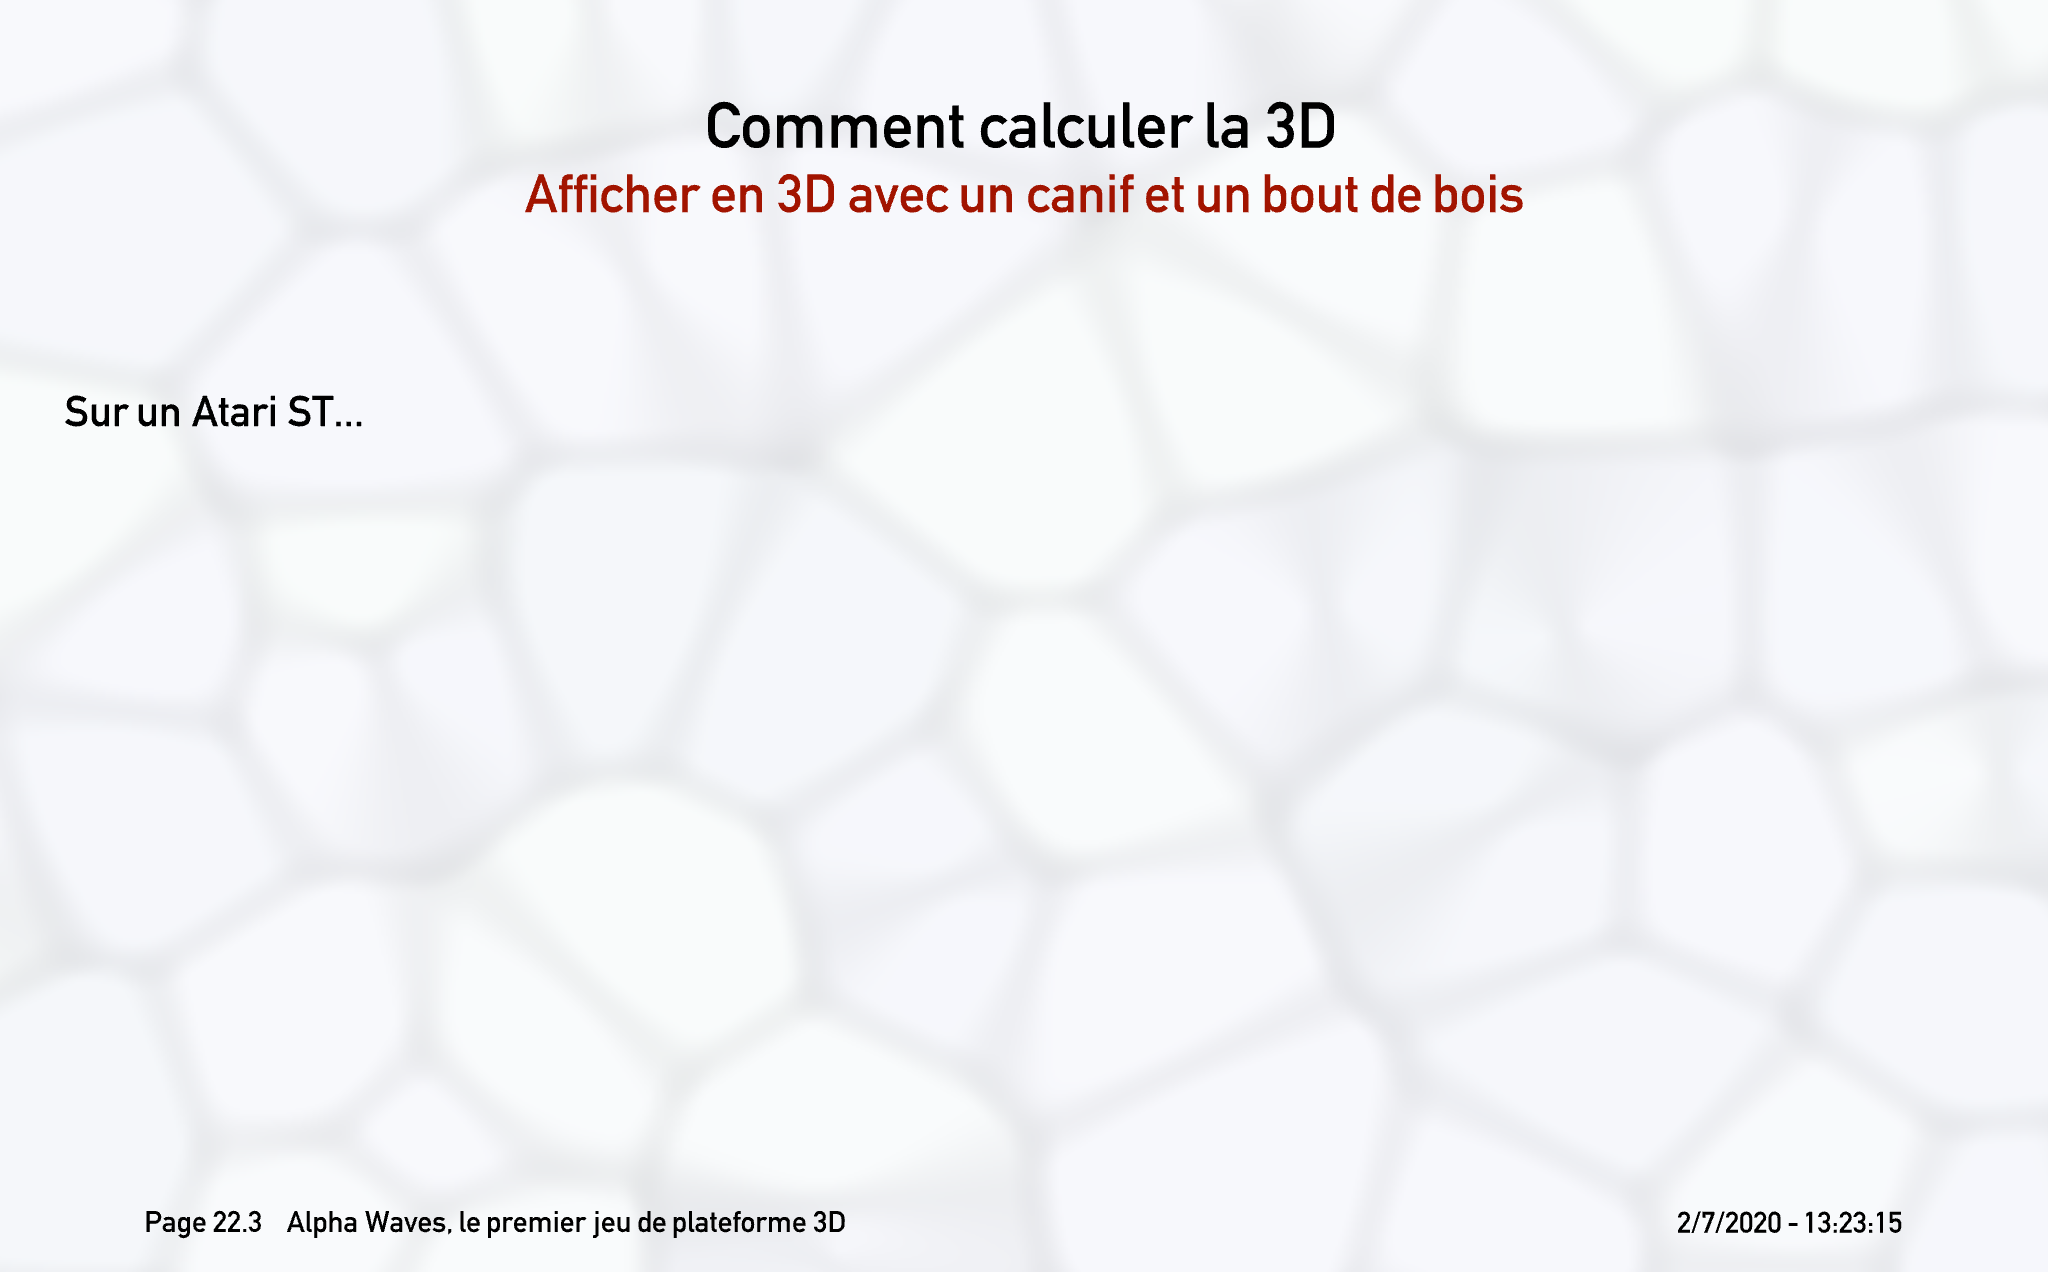 Comment calculer la 3D
Afficher en 3D avec un canif et un bout de bois
Sur un Atari ST...
Page 22.3 Alpha Waves, le premier jeu de plateforme 3D
2/7/2020 - 13:23:15